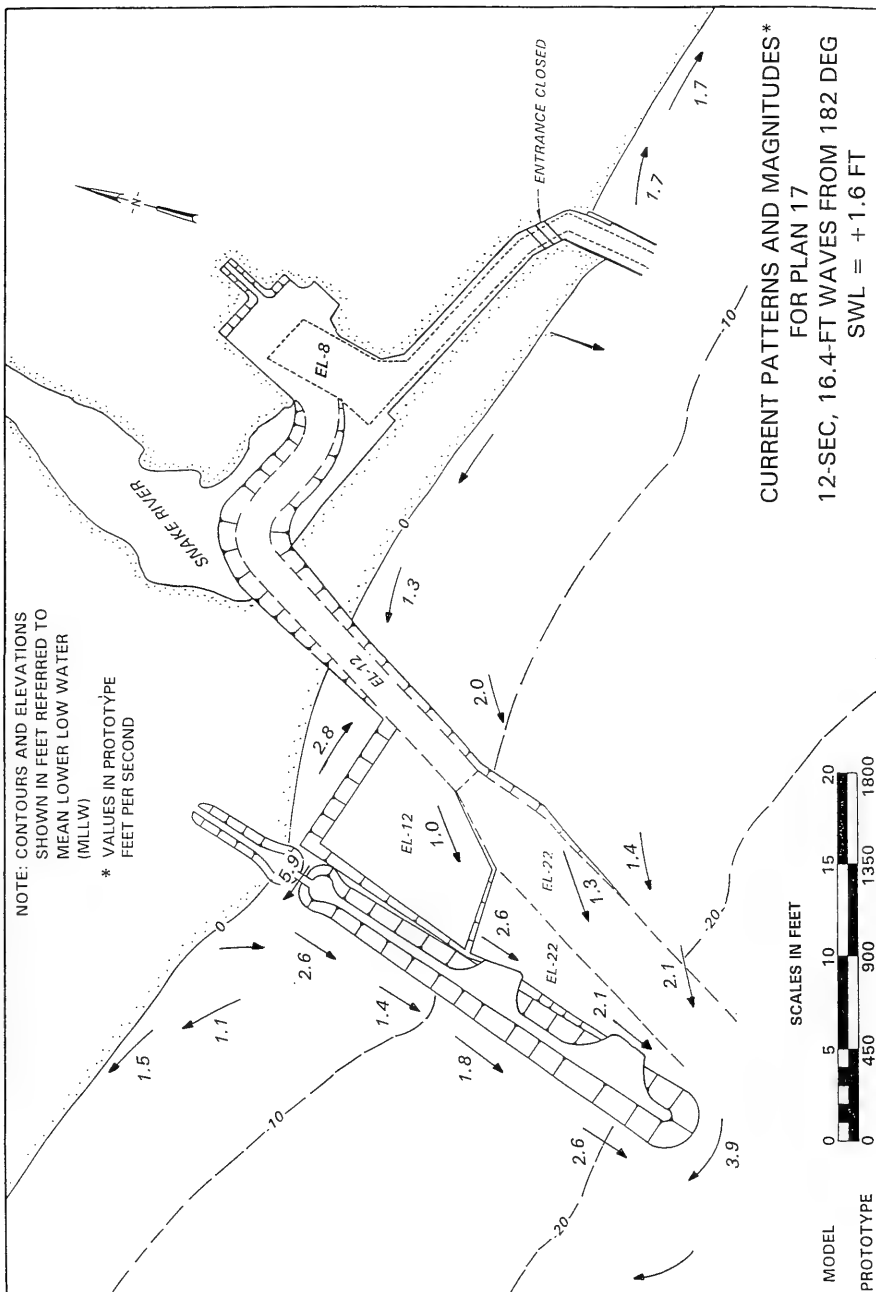 NOTE: CONTOURS AND ELEVATIONS
SHOWN IN FEET REFERRED TO
MEAN LOWER LOW WATER
(MLLW)
* VALUES IN PROTOTYPE
FEET PER SECOND
SNAKE RIVER
N
EL-8
ENTRANCE CLOSED
1.7
1.7
0
1.3
EL-12
2.0
2.8
EL-12
1.0
5.9
0
2.6
1.1
1.5
1.4
1.8
2.6
EL-22
EL-22
1.3
1.4
2.1
2.1
2.6
3.9
-10
-20
-10
-20
CURRENT PATTERNS AND MAGNITUDES*
FOR PLAN 17
12-SEC, 16.4-FT WAVES FROM 182 DEG
SWL = +1.6 FT
SCALES IN FEET
MODEL 0 5 10 15 20
PROTOTYPE 0 450 900 1350 1800